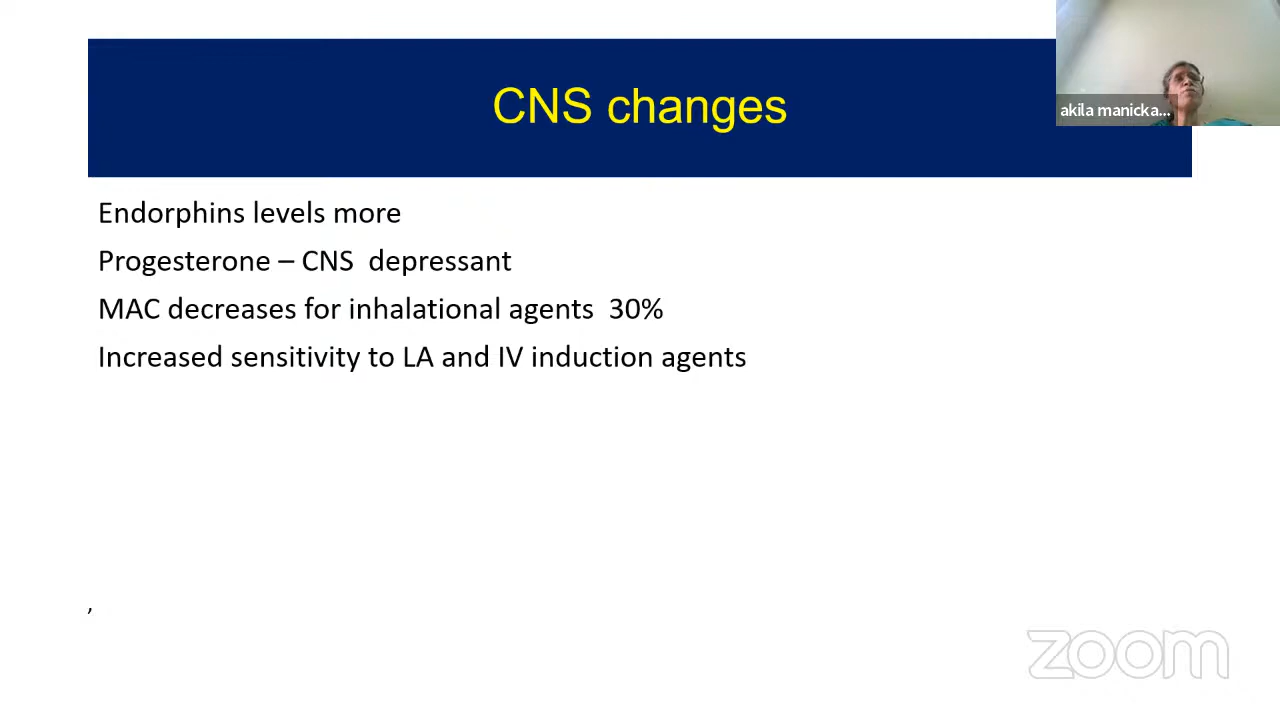 CNS changes
akila manicka...
Endorphins levels more
Progesterone – CNS depressant
MAC decreases for inhalational agents 30%
Increased sensitivity to LA and IV induction agents
,
zoom